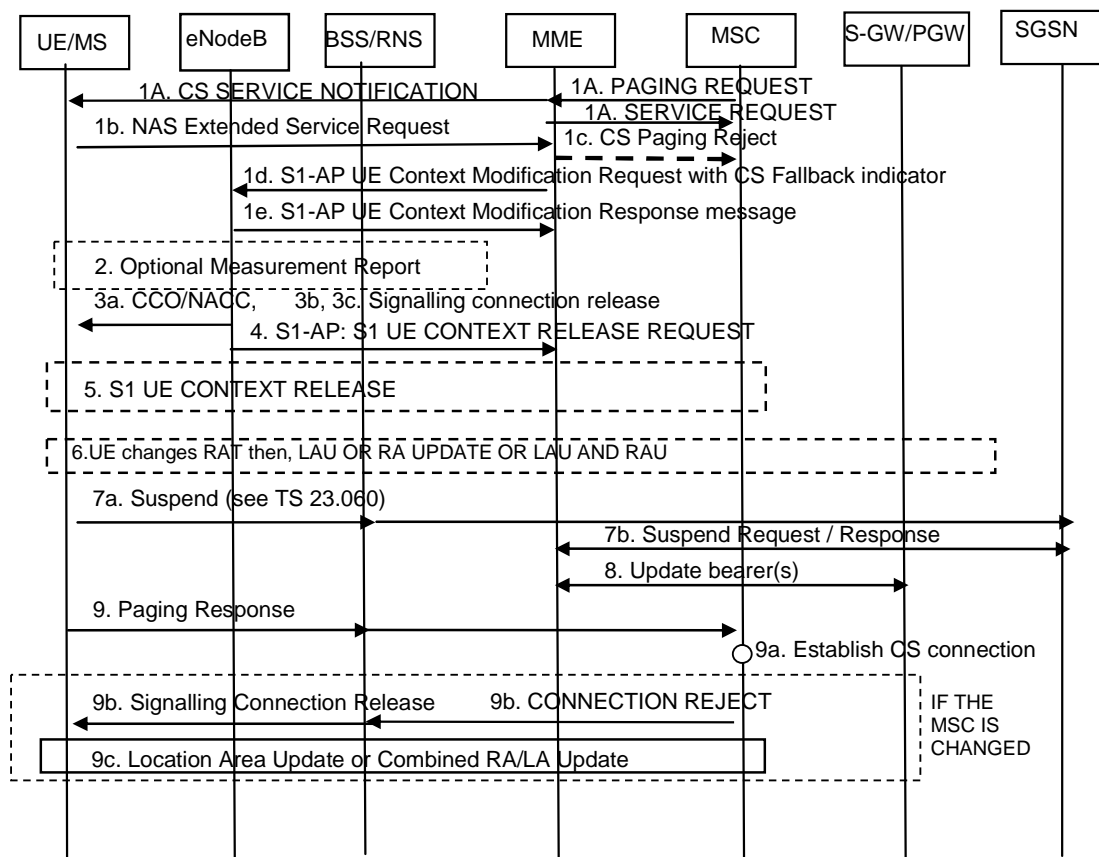 UE/MS
eNodeB
BSS/RNS
MME
MSC
S-GW/PGW
SGSN
1A. CS SERVICE NOTIFICATION
1A. PAGING REQUEST
1A. SERVICE REQUEST
1b. NAS Extended Service Request
1c. CS Paging Reject
1d. S1-AP UE Context Modification Request with CS Fallback indicator
1e. S1-AP UE Context Modification Response message
2. Optional Measurement Report
3a. CCO/NACC, 3b, 3c. Signalling connection release
4. S1-AP: S1 UE CONTEXT RELEASE REQUEST
5. S1 UE CONTEXT RELEASE
6.UE changes RAT then, LAU OR RA UPDATE OR LAU AND RAU
7a. Suspend (see TS 23.060)
7b. Suspend Request / Response
8. Update bearer(s)
9. Paging Response
9a. Establish CS connection
9b. Signalling Connection Release
9b. CONNECTION REJECT
IF THE
MSC IS
CHANGED
9c. Location Area Update or Combined RA/LA Update